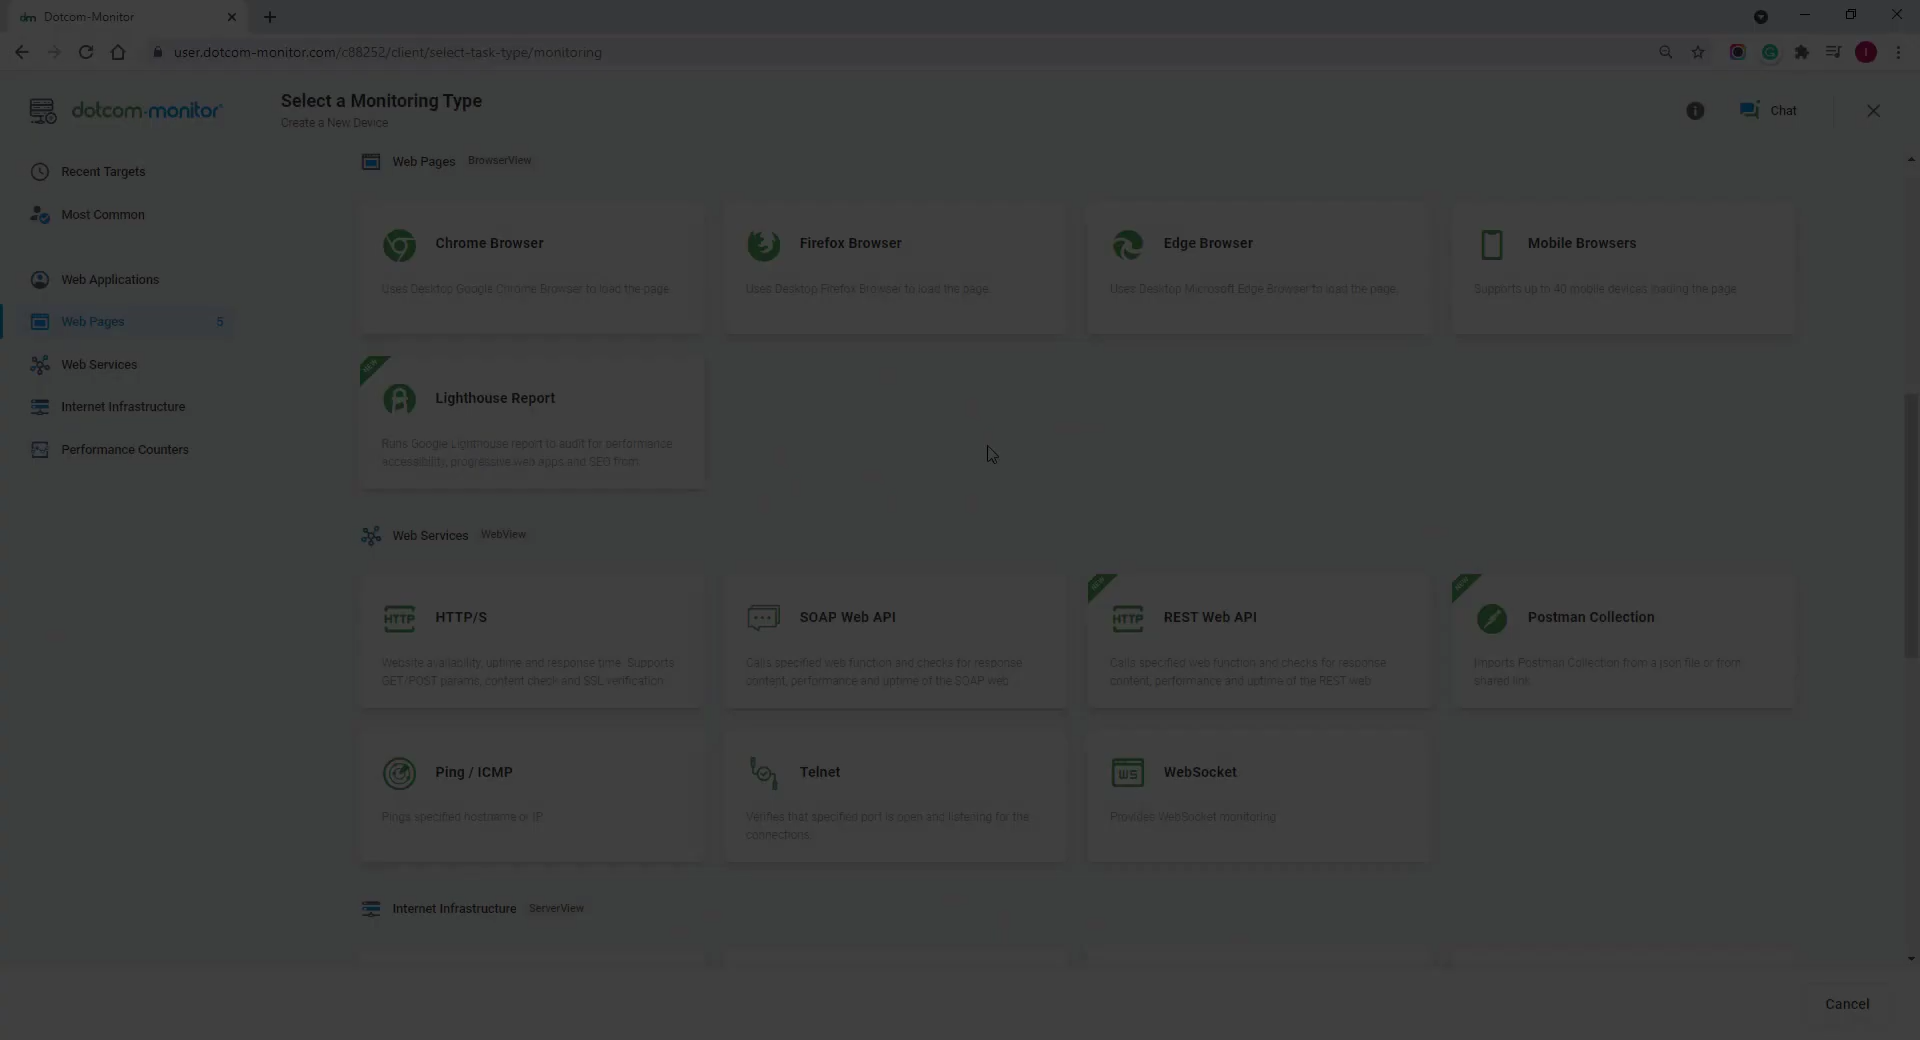 Dotcom-Monitor
user.dotcom-monitor.com/c88252/client/select-task-type/monitoring
dotcom-monitor
Select a Monitoring Type
Create a New Device
Chat
Recent Targets
Most Common
Web Applications
Web Pages 5
Web Services
Internet Infrastructure
Performance Counters
Web Pages BrowserView
Chrome Browser
Uses Desktop Google Chrome Browser to load the page.
Firefox Browser
Uses Desktop Firefox Browser to load the page.
Edge Browser
Uses Desktop Microsoft Edge Browser to load the page.
Mobile Browsers
Supports up to 40 mobile devices loading the page.
NEW
Lighthouse Report
Runs Google Lighthouse report to audit for performance,
accessibility, progressive web apps and SEO from
Web Services WebView
HTTP
HTTP/S
Website availability, uptime and response time. Supports
GET/POST params, content check and SSL verification.
SOAP Web API
Calls specified web function and checks for response
content, performance and uptime of the SOAP web
NEW
HTTP
REST Web API
Calls specified web function and checks for response
content, performance and uptime of the REST web
NEW
Postman Collection
Imports Postman Collection from a json file or from
shared link.
Ping / ICMP
Pings specified hostname or IP.
Telnet
Verifies that specified port is open and listening for the
connections.
WS
WebSocket
Provides WebSocket monitoring
Internet Infrastructure ServerView
Cancel